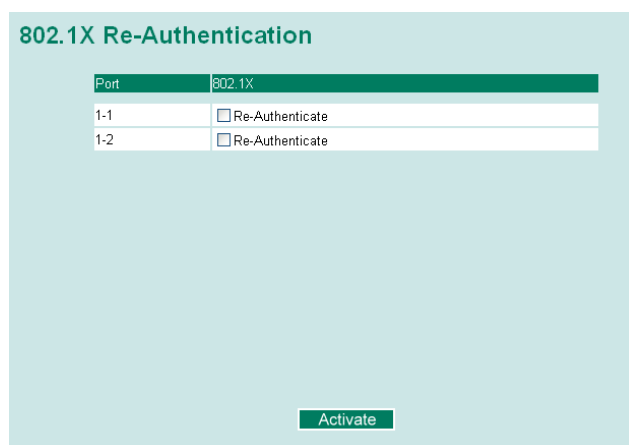 802.1X Re-Authentication
Port 802.1X
1-1 Re-Authenticate
1-2 Re-Authenticate
Activate